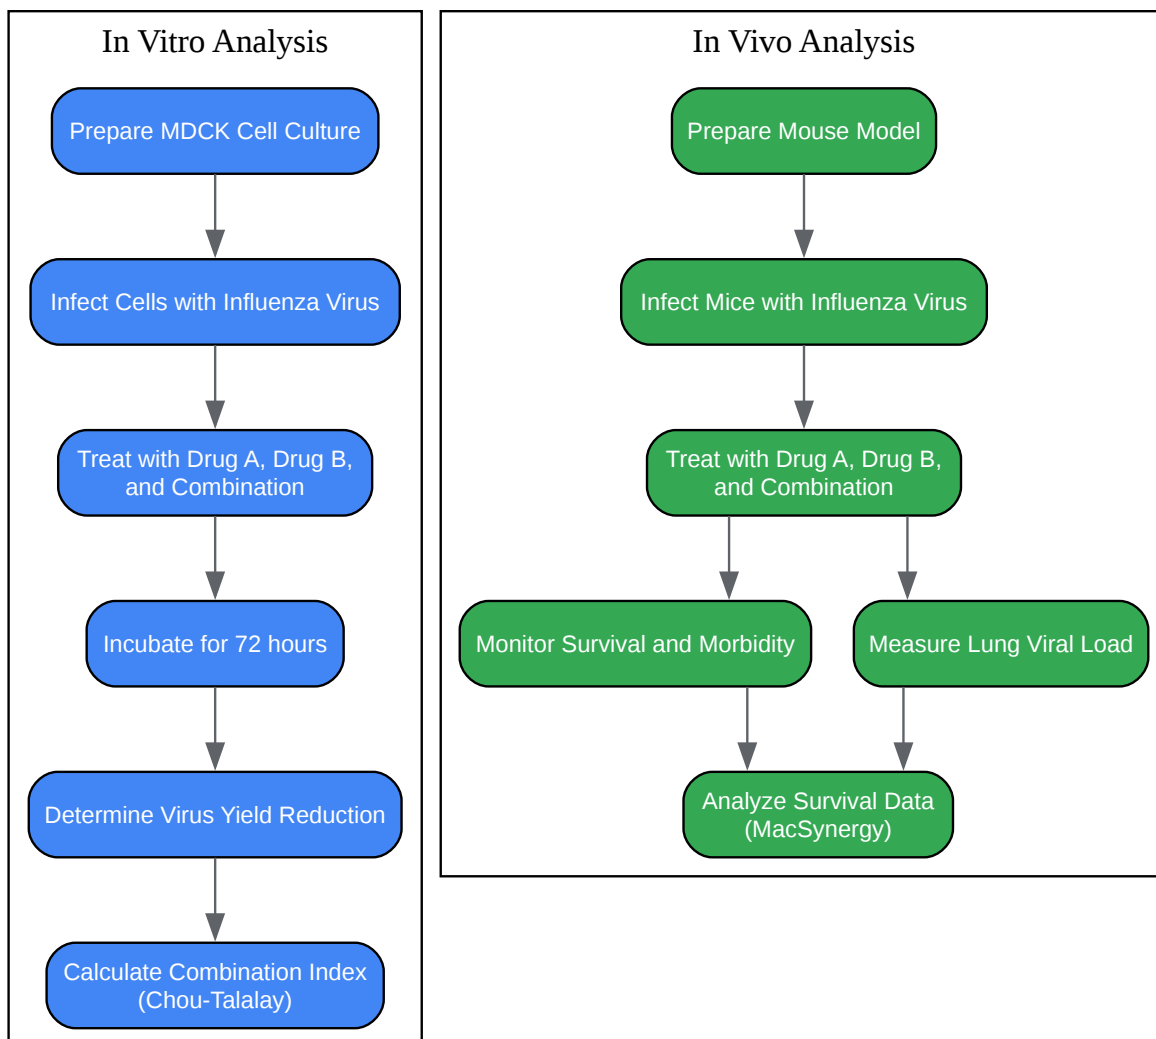 In Vitro Analysis
Prepare MDCK Cell Culture
Infect Cells with Influenza Virus
Treat with Drug A, Drug B,
and Combination
Incubate for 72 hours
Determine Virus Yield Reduction
Calculate Combination Index
(Chou-Talalay)
In Vivo Analysis
Prepare Mouse Model
Infect Mice with Influenza Virus
Treat with Drug A, Drug B,
and Combination
Monitor Survival and Morbidity
Measure Lung Viral Load
Analyze Survival Data
(MacSynergy)